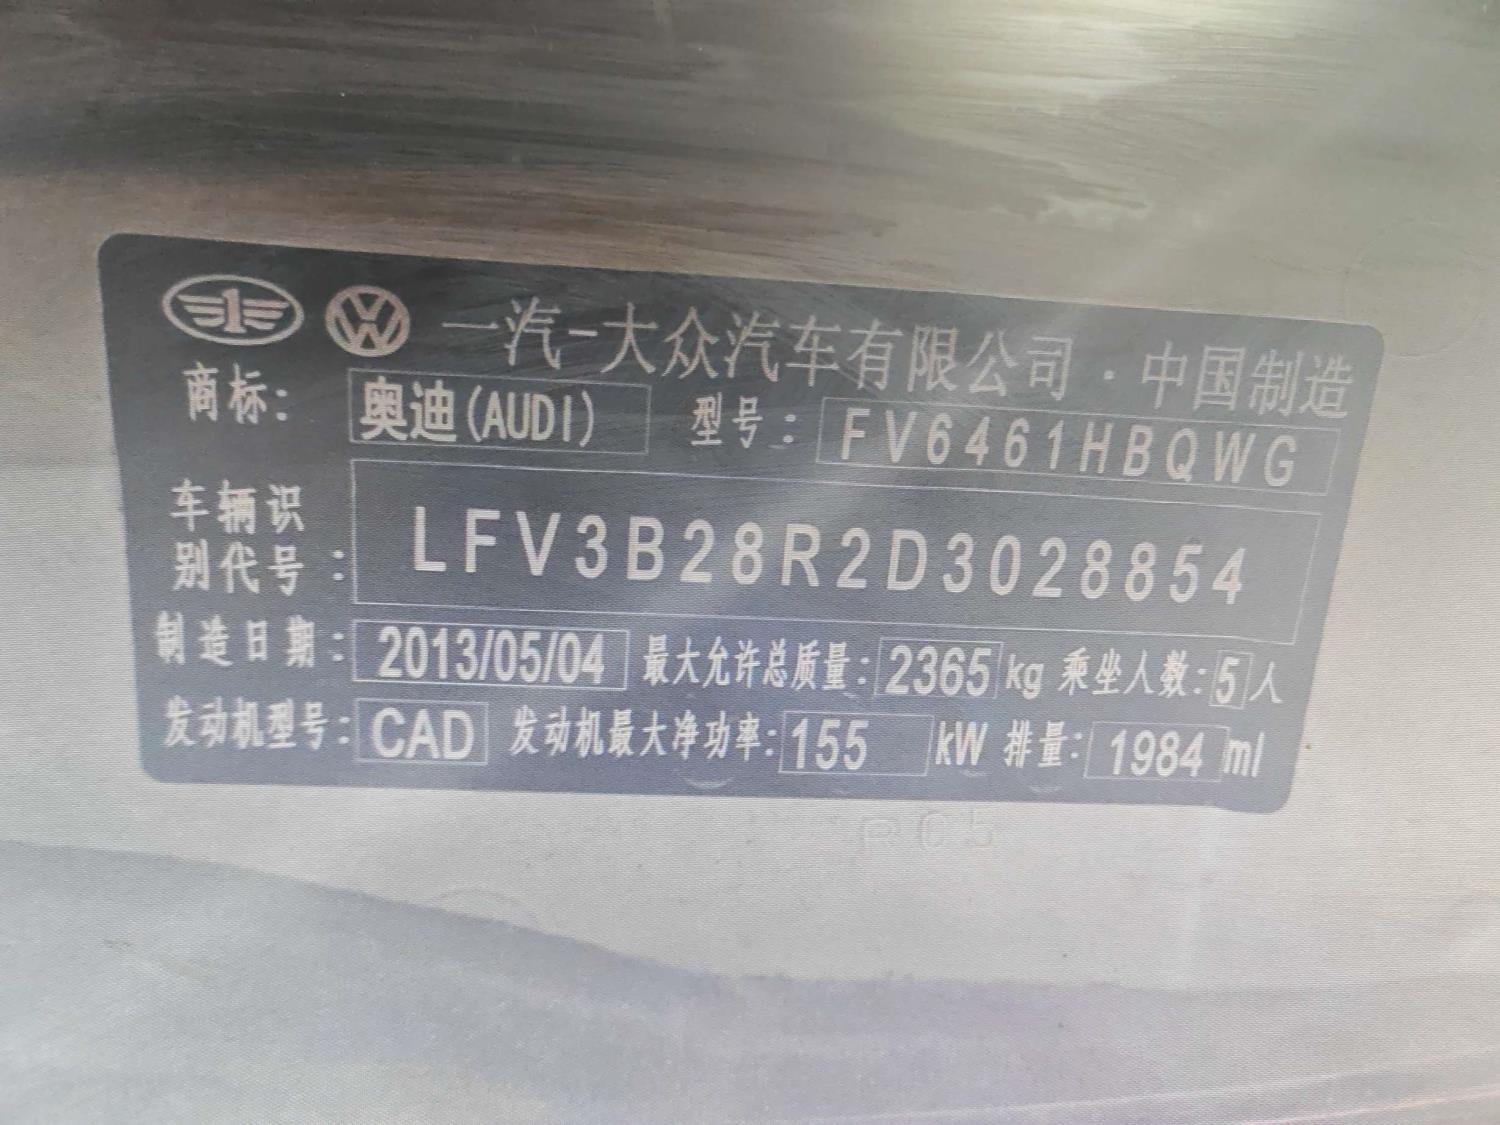 一汽-大众汽车有限公司·中国制造
商标: 奥迪(AUDI) 型号: FV6461HBQWG
车辆识
别代号: LFV3B28R2D3028854
制造日期: 2013/05/04 最大允许总质量: 2365 kg 乘坐人数: 5 人
发动机型号: CAD 发动机最大净功率: 155 kW 排量: 1984 ml
R05